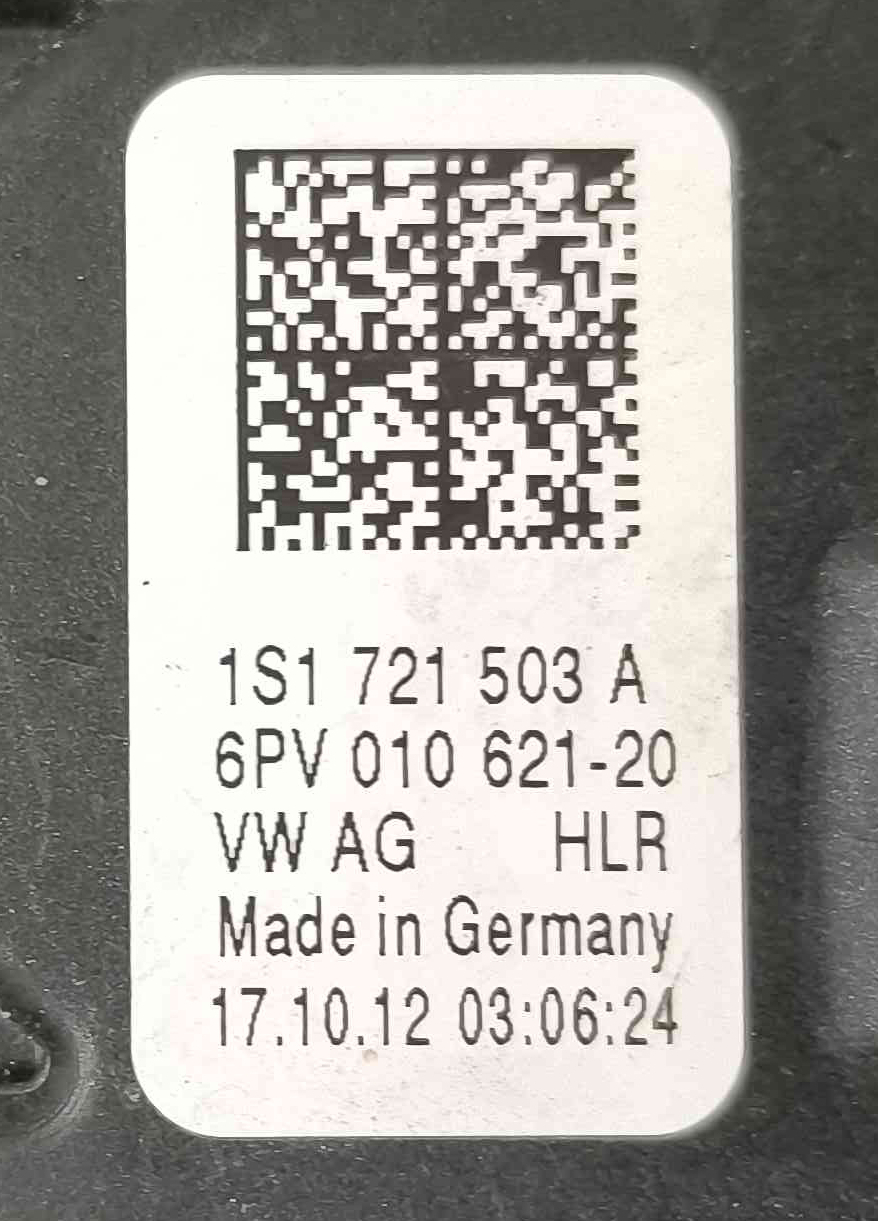 1S1 721 503 A
6PV 010 621-20
VW AG HLR
Made in Germany
17.10.12 03:06:24